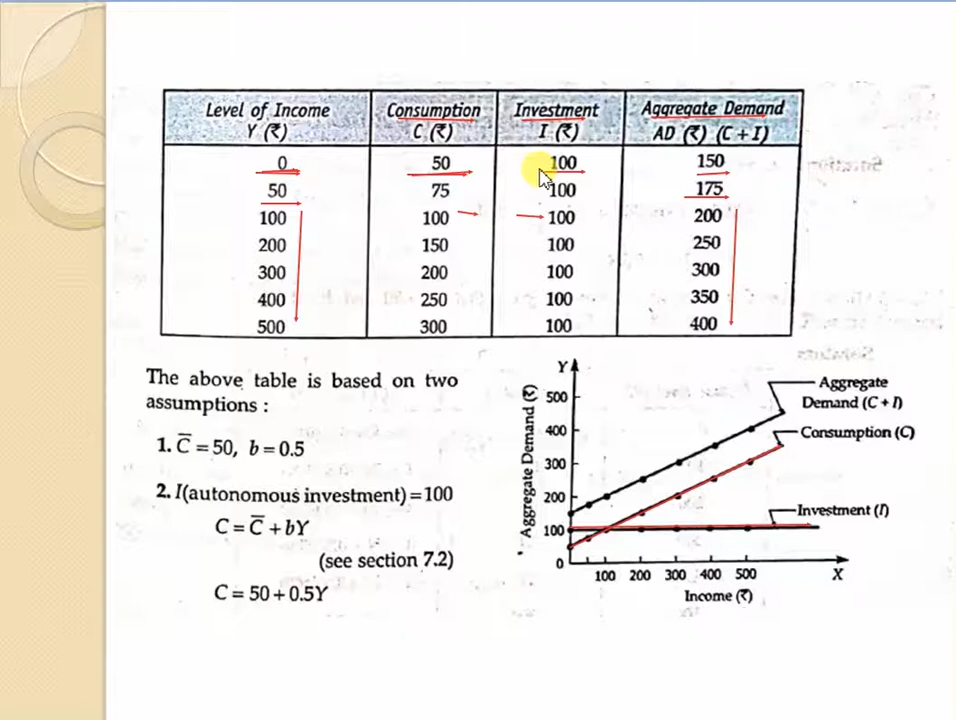 Level of Income Consumption Investment Aggregate Demand
Y (₹) C (₹) I (₹) AD (₹) (C + I)
0 50 100 150
50 75 100 175
100 100 100 200
200 150 100 250
300 200 100 300
400 250 100 350
500 300 100 400
The above table is based on two
assumptions :
1. C̅ = 50, b = 0.5
2. I(autonomous investment) = 100
C = C̅ + bY
(see section 7.2)
C = 50 + 0.5Y
Y
Aggregate Demand (₹)
500
400
300
200
100
0
100 200 300 400 500 X
Income (₹)
Aggregate
Demand (C + I)
Consumption (C)
Investment (I)